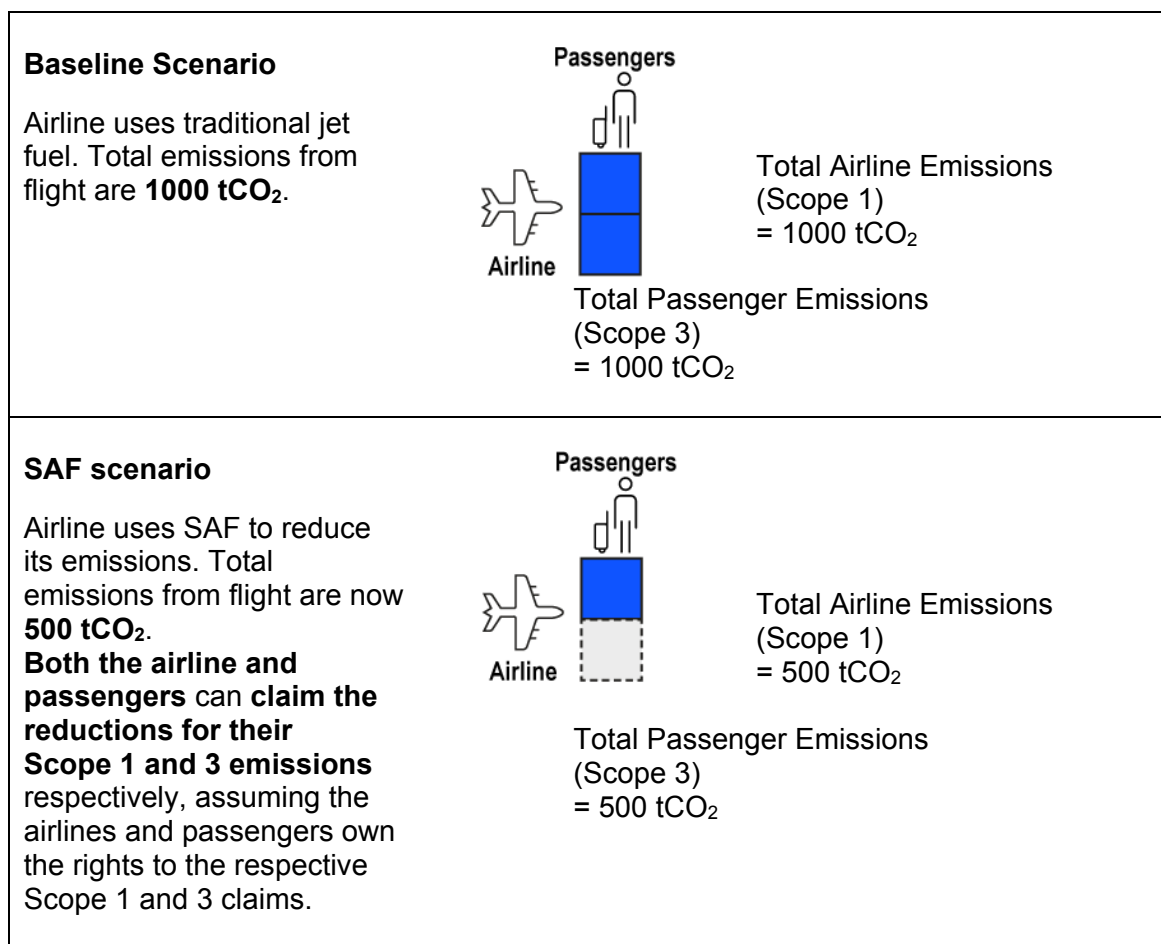 Baseline Scenario
Airline uses traditional jet
fuel. Total emissions from
flight are 1000 tCO₂.
Passengers
Airline
Total Airline Emissions
(Scope 1)
= 1000 tCO₂
Total Passenger Emissions
(Scope 3)
= 1000 tCO₂
SAF scenario
Airline uses SAF to reduce
its emissions. Total
emissions from flight are now
500 tCO₂.
Both the airline and
passengers can claim the
reductions for their
Scope 1 and 3 emissions
respectively, assuming the
airlines and passengers own
the rights to the respective
Scope 1 and 3 claims.
Passengers
Airline
Total Airline Emissions
(Scope 1)
= 500 tCO₂
Total Passenger Emissions
(Scope 3)
= 500 tCO₂